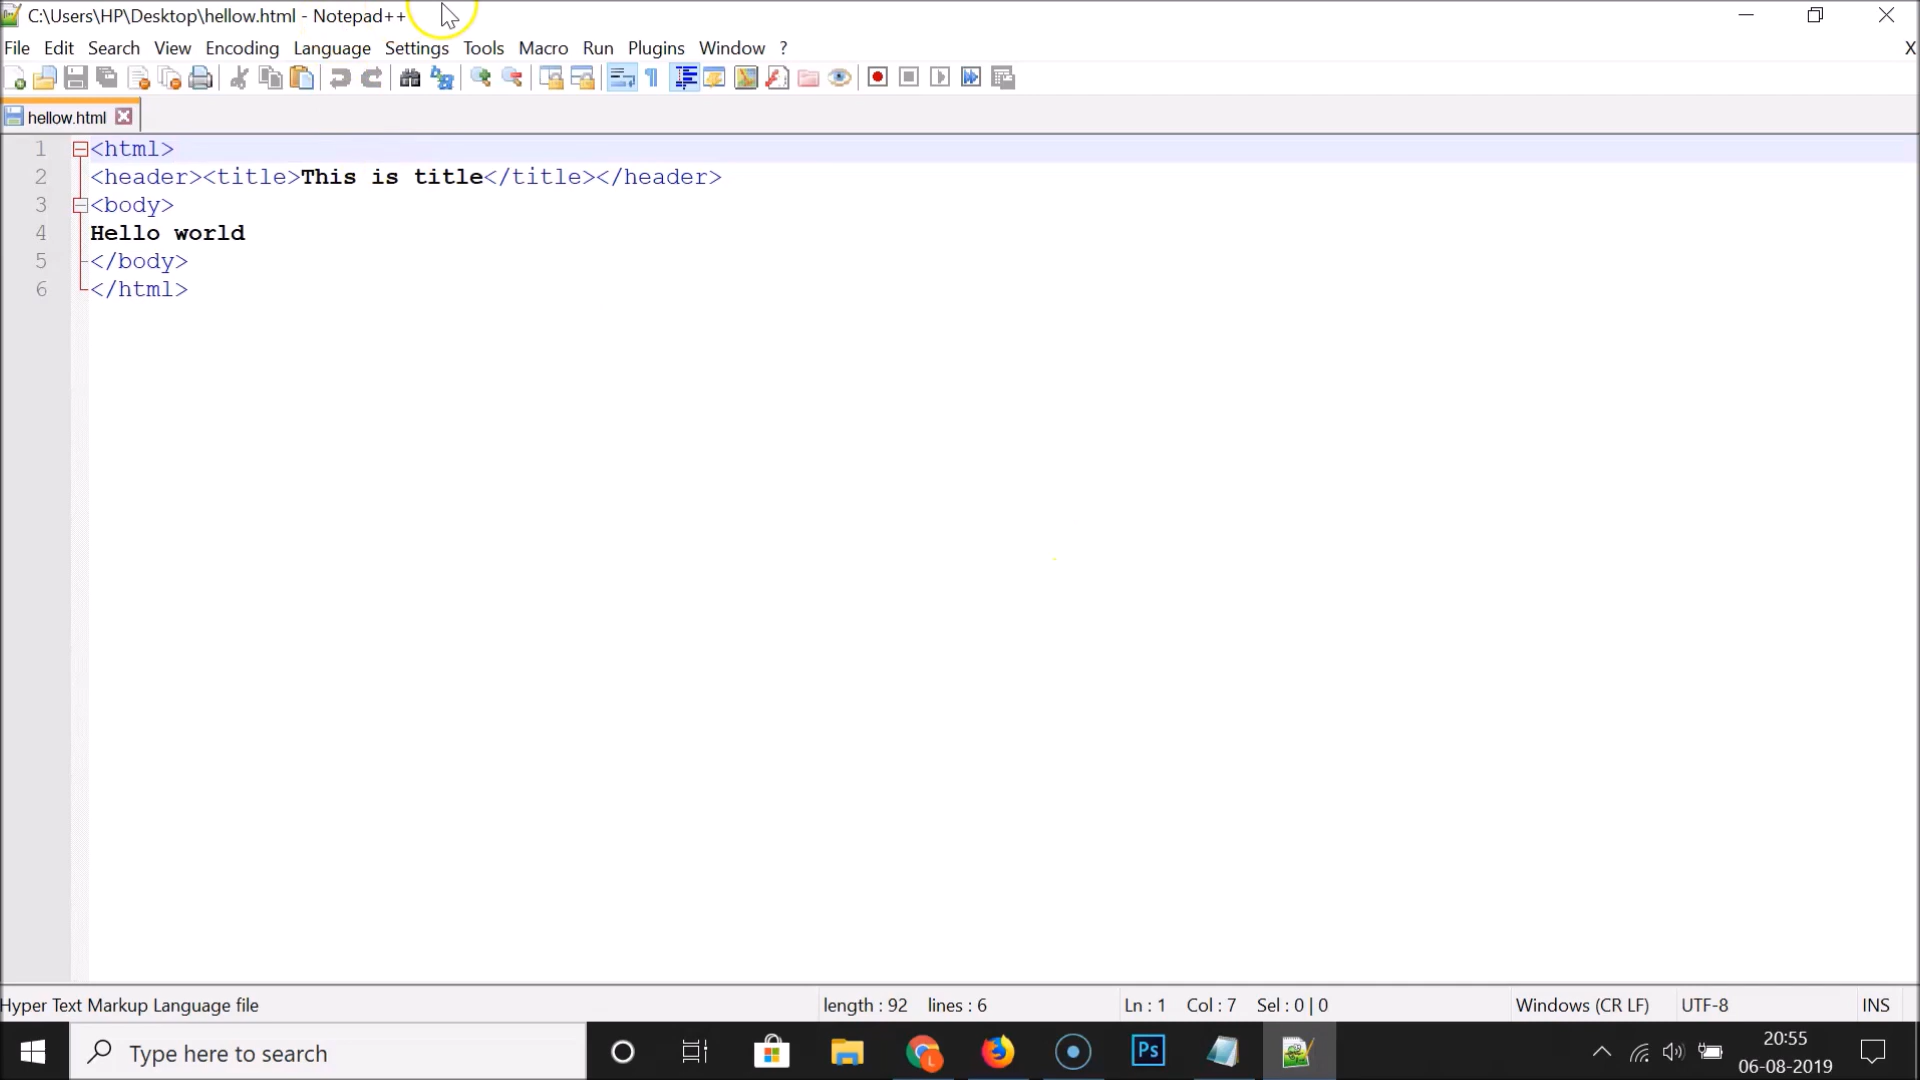 C:\Users\HP\Desktop\hellow.html - Notepad++
File Edit Search View Encoding Language Settings Tools Macro Run Plugins Window ? X
hellow.html
1 <html>
2 <header><title>This is title</title></header>
3 <body>
4 Hello world
5 </body>
6 </html>
Hyper Text Markup Language file length : 92 lines : 6 Ln : 1 Col : 7 Sel : 0 | 0 Windows (CR LF) UTF-8 INS
Type here to search
L
Ps
20:55
06-08-2019